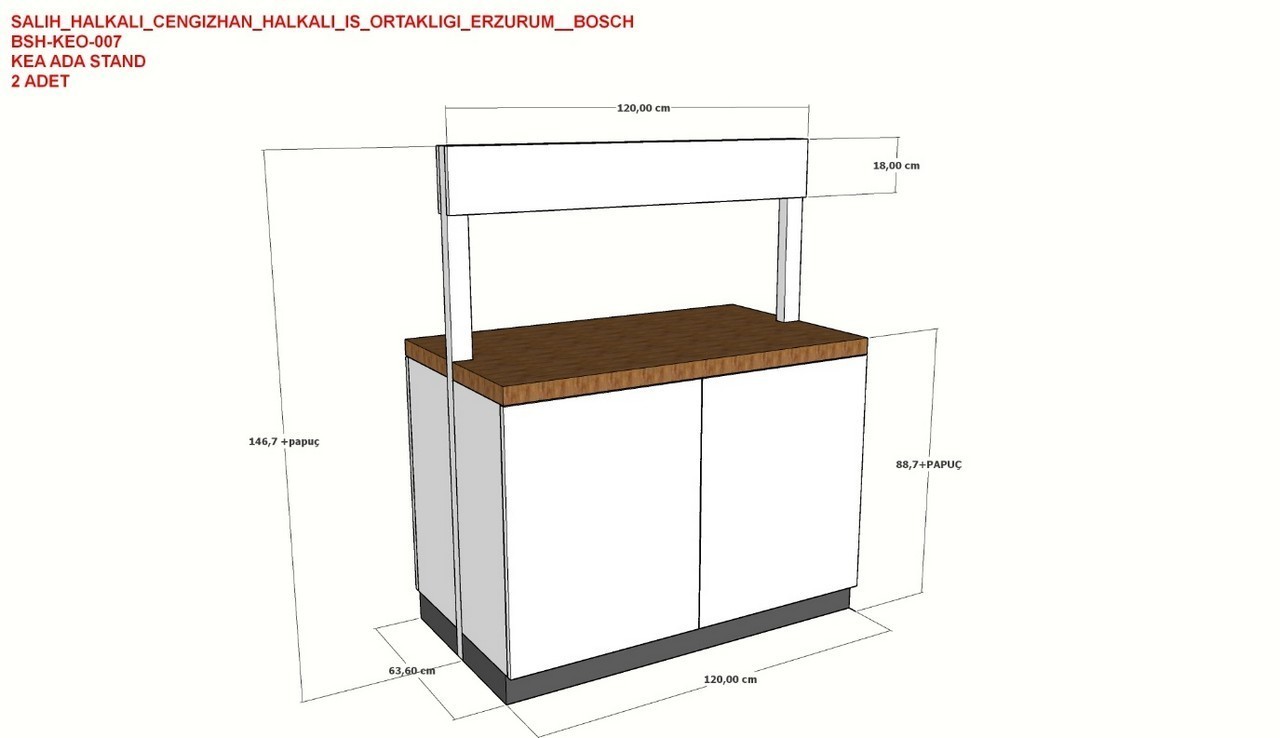 SALIH_HALKALI_CENGIZHAN_HALKALI_IS_ORTAKLIGI_ERZURUM__BOSCH
BSH-KEO-007
KEA ADA STAND
2 ADET
120,00 cm
18,00 cm
146,7 +papuç
88,7+PAPUÇ
63,60 cm
120,00 cm